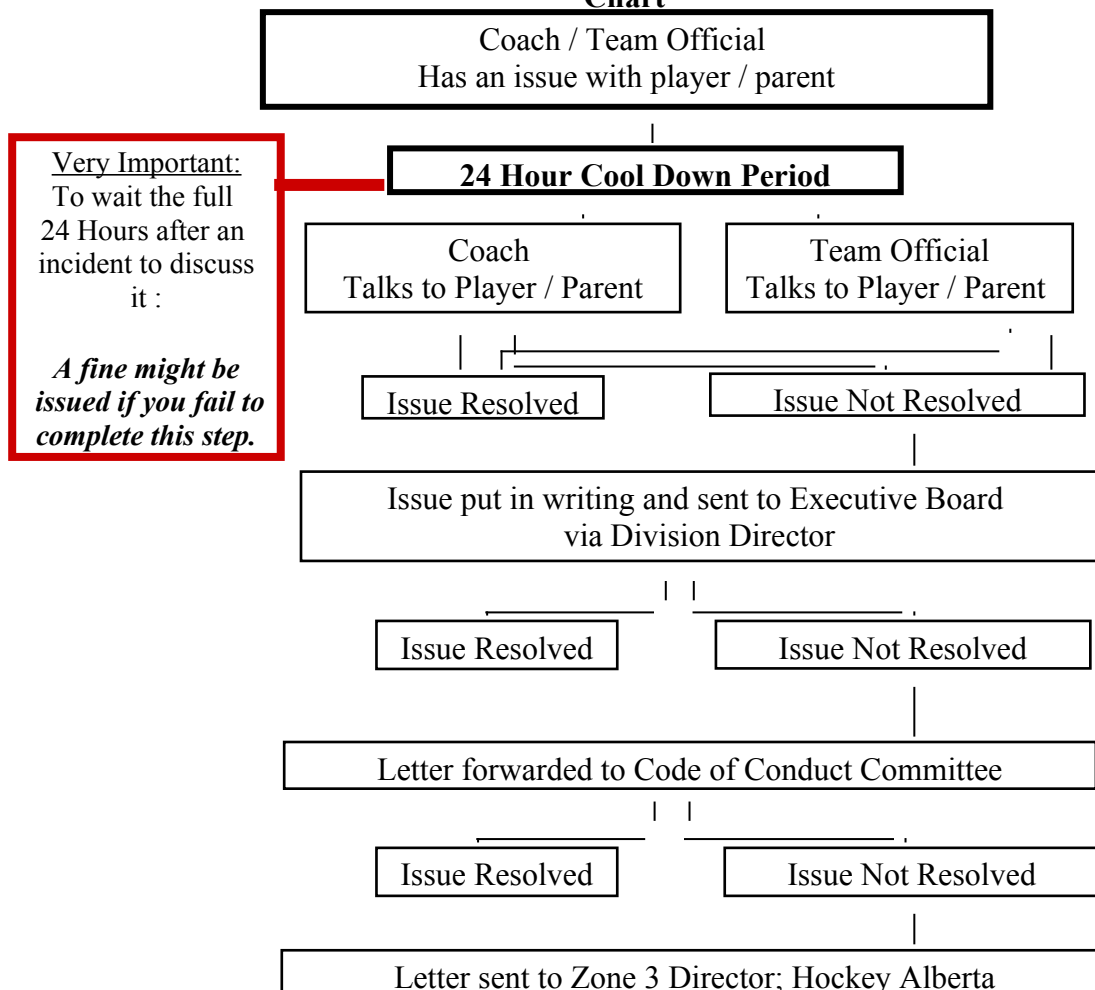 Chart
Coach / Team Official
Has an issue with player / parent
Very Important:
To wait the full
24 Hours after an
incident to discuss
it :
A fine might be
issued if you fail to
complete this step.
24 Hour Cool Down Period
Coach
Talks to Player / Parent
Team Official
Talks to Player / Parent
Issue Resolved
Issue Not Resolved
Issue put in writing and sent to Executive Board
via Division Director
Issue Resolved
Issue Not Resolved
Letter forwarded to Code of Conduct Committee
Issue Resolved
Issue Not Resolved
Letter sent to Zone 3 Director; Hockey Alberta